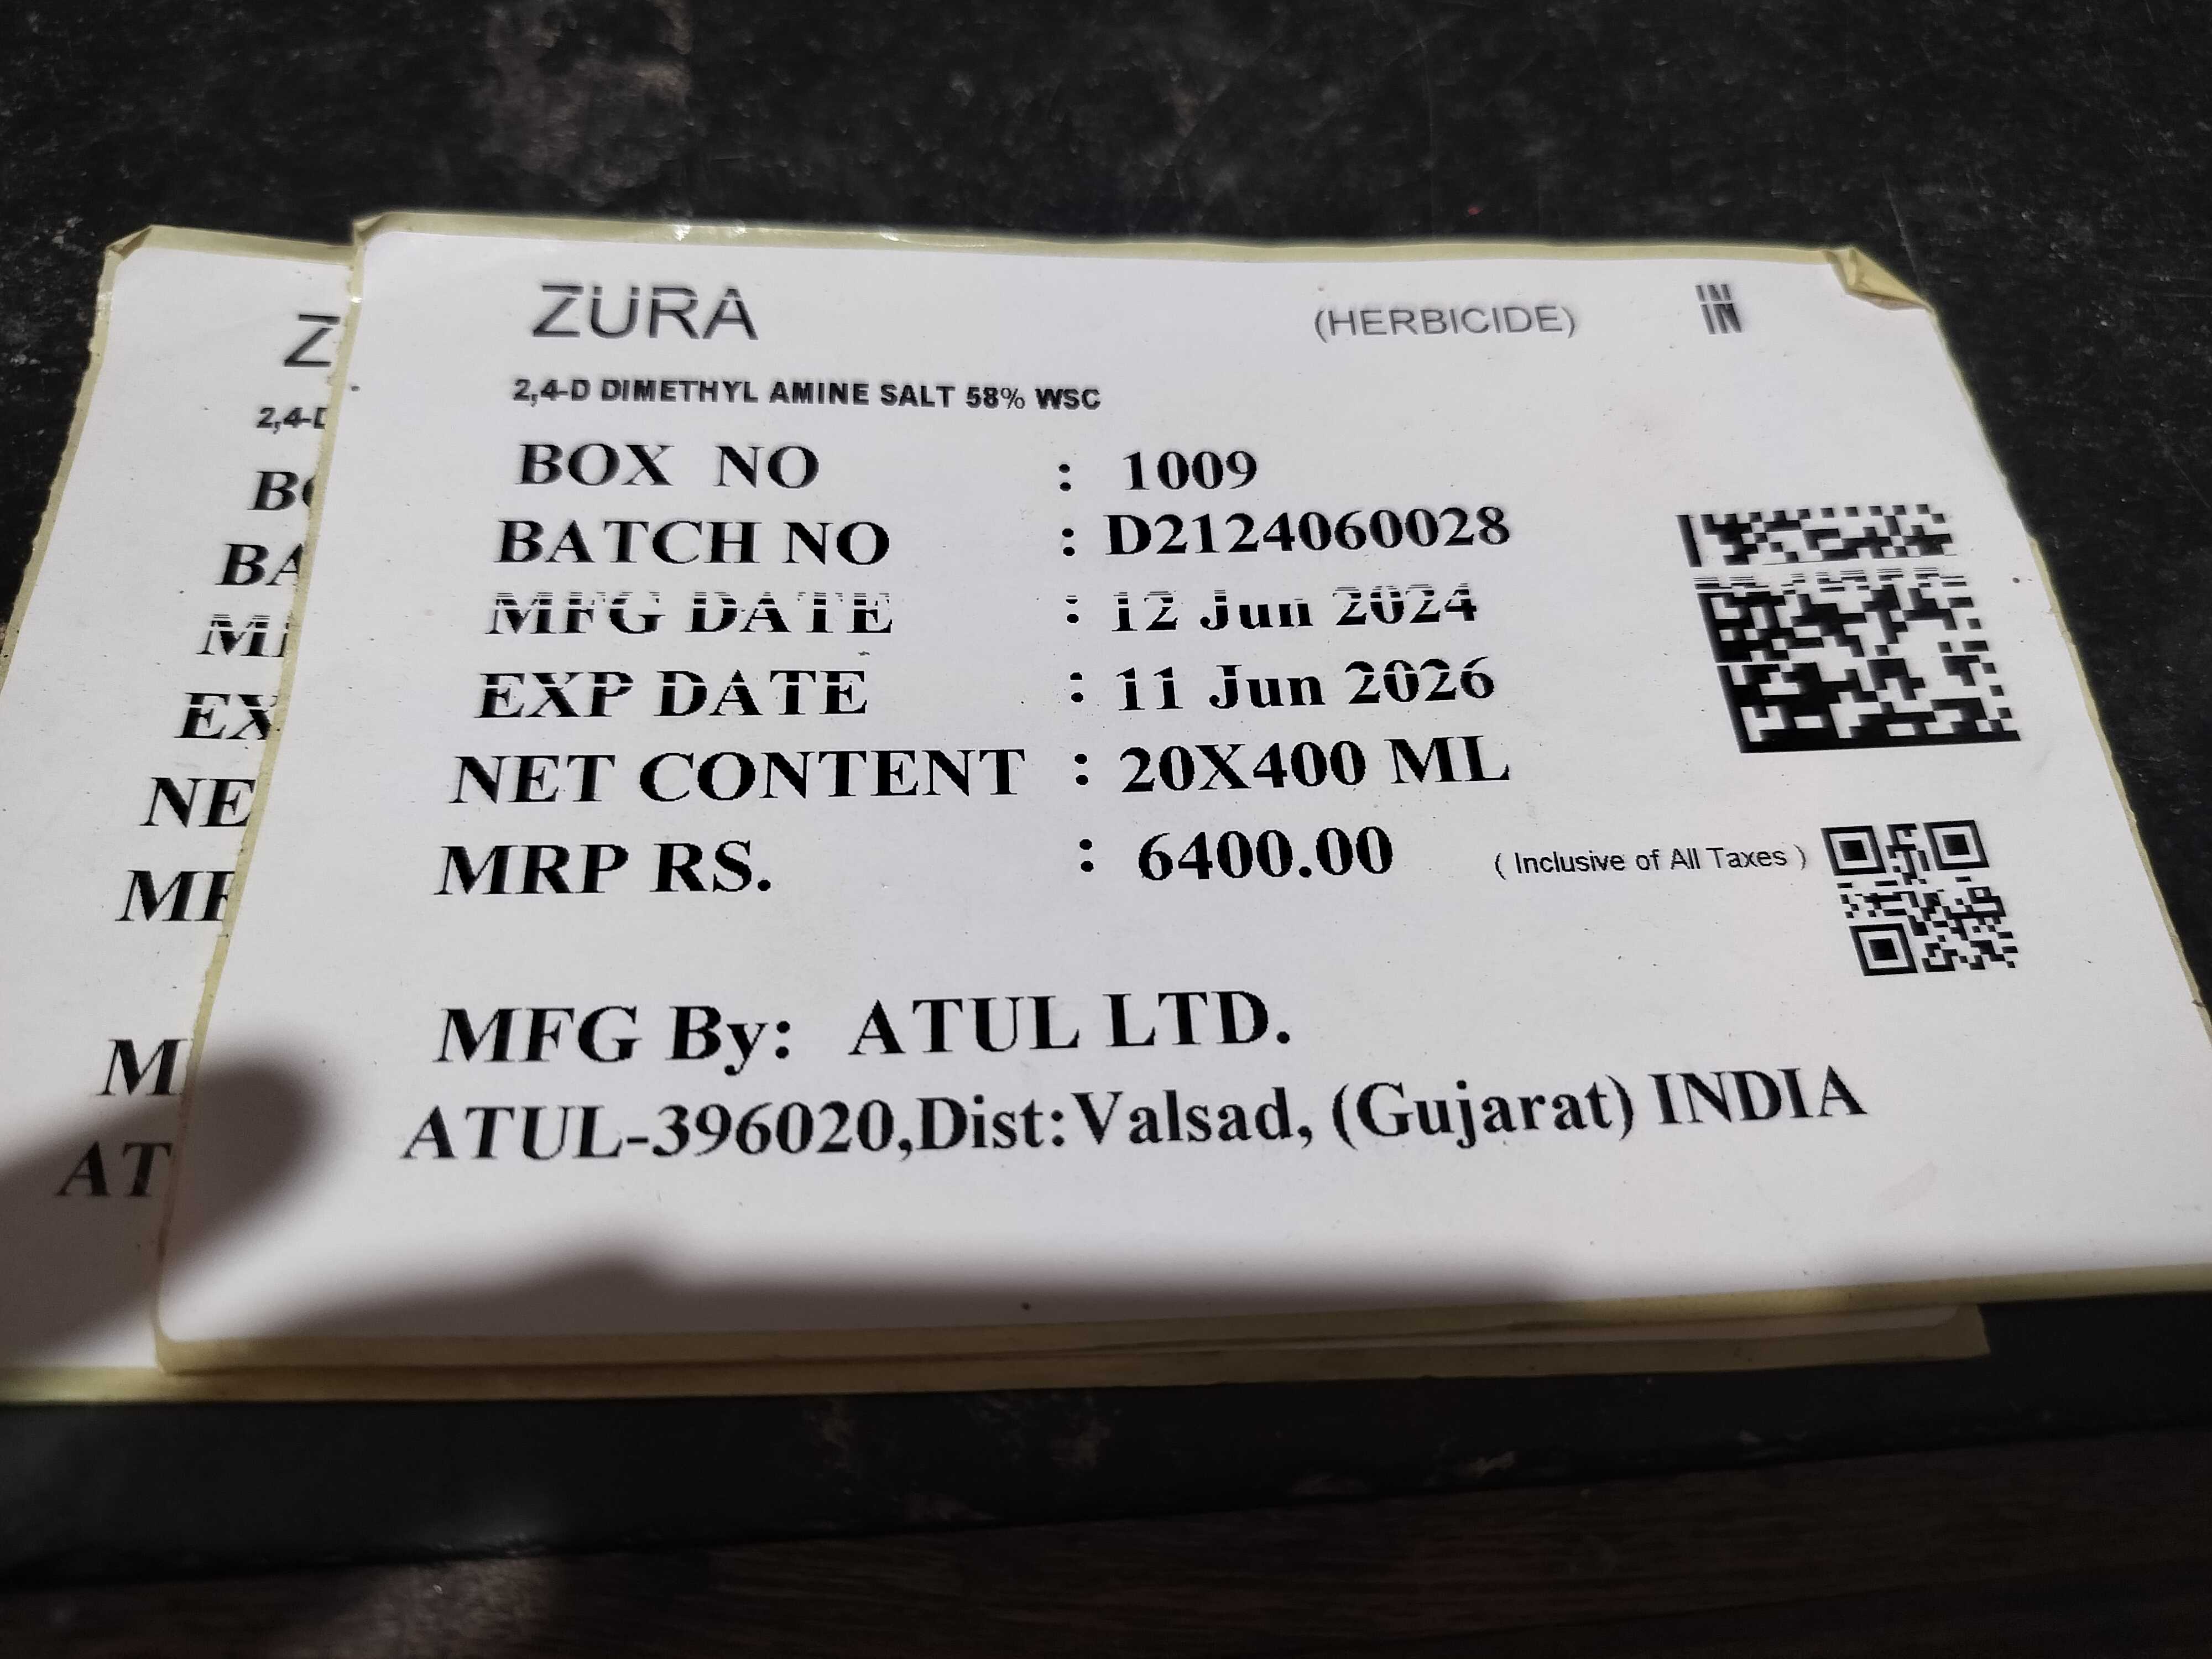 ZURA (HERBICIDE) IN
2,4-D DIMETHYL AMINE SALT 58% WSC
BOX NO : 1009
BATCH NO : D2124060028
MFG DATE : 12 Jun 2024
EXP DATE : 11 Jun 2026
NET CONTENT : 20X400 ML
MRP RS. : 6400.00 ( Inclusive of All Taxes )
MFG By: ATUL LTD.
ATUL-396020,Dist:Valsad, (Gujarat) INDIA